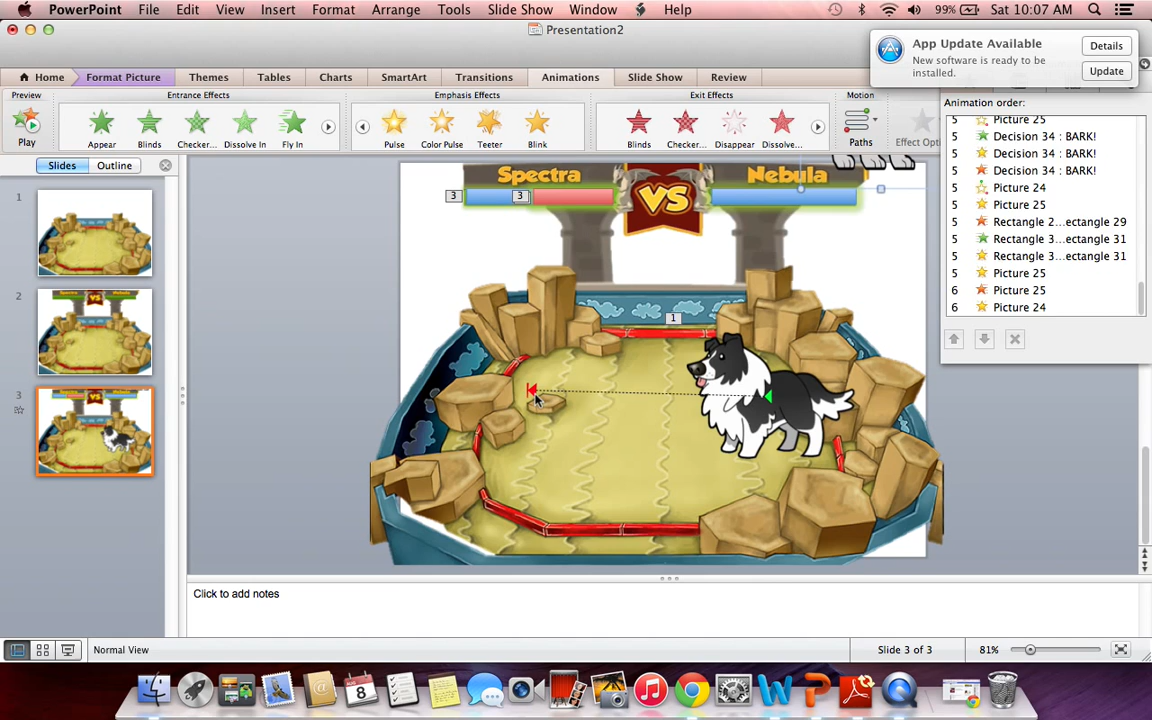 PowerPoint File Edit View Insert Format Arrange Tools Slide Show Window Help 99% Sat 10:07 AM
Presentation2
App Update Available
New software is ready to be
installed.
Details
Update
Home Format Picture Themes Tables Charts SmartArt Transitions Animations Slide Show Review
Preview Entrance Effects Emphasis Effects Exit Effects Motion
Play Appear Blinds Checker... Dissolve In Fly In Pulse Color Pulse Teeter Blink Blinds Checker... Disappear Dissolve... Paths Effect Opti
Animation order:
5 Picture 25
5 Decision 34 : BARK!
5 Decision 34 : BARK!
5 Decision 34 : BARK!
5 Picture 24
5 Picture 25
5 Rectangle 2...ectangle 29
5 Rectangle 3...ectangle 31
5 Rectangle 3...ectangle 31
5 Picture 25
6 Picture 25
6 Picture 24
Slides Outline
1
2
VS
3
VS
Spectra VS Nebula
3 3
1
Click to add notes
Normal View Slide 3 of 3 81%
AUG
8